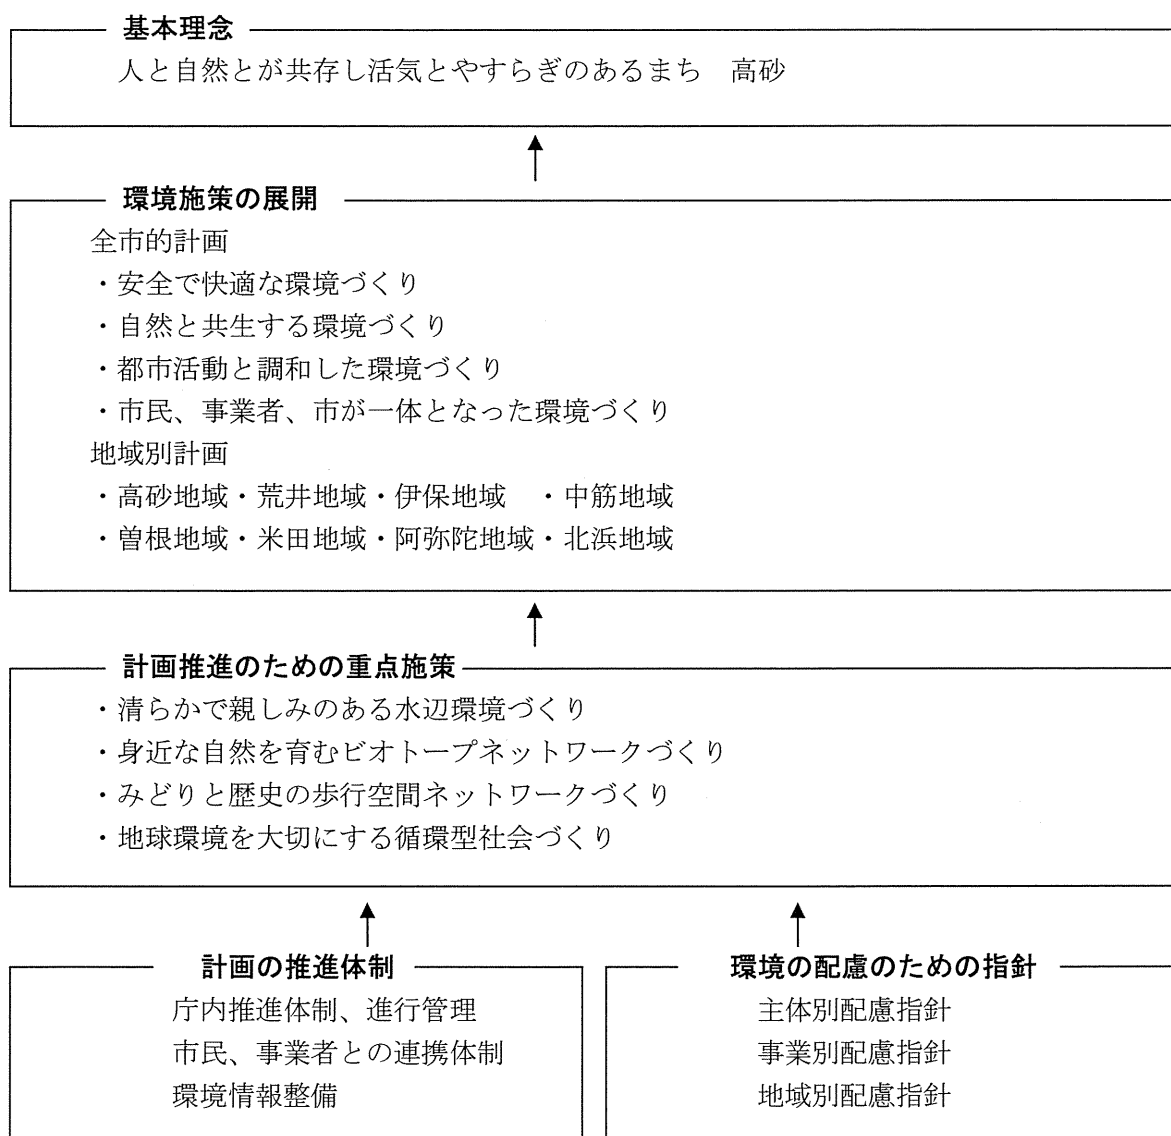 基本理念
人と自然とが共存し活気とやすらぎのあるまち　高砂
環境施策の展開
全市的計画
・安全で快適な環境づくり
・自然と共生する環境づくり
・都市活動と調和した環境づくり
・市民、事業者、市が一体となった環境づくり
地域別計画
・高砂地域・荒井地域・伊保地域　・中筋地域
・曽根地域・米田地域・阿弥陀地域・北浜地域
計画推進のための重点施策
・清らかで親しみのある水辺環境づくり
・身近な自然を育むビオトープネットワークづくり
・みどりと歴史の歩行空間ネットワークづくり
・地球環境を大切にする循環型社会づくり
計画の推進体制
庁内推進体制、進行管理
市民、事業者との連携体制
環境情報整備
環境の配慮のための指針
主体別配慮指針
事業別配慮指針
地域別配慮指針